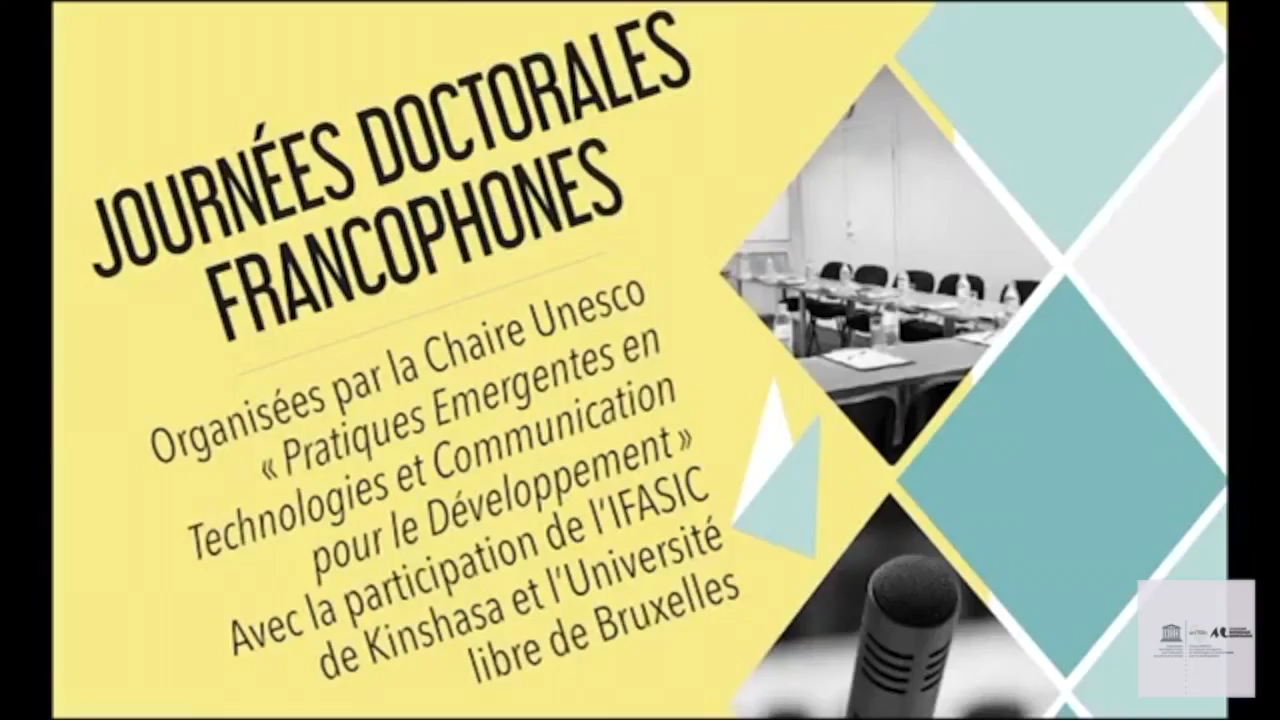 JOURNÉES DOCTORALES
FRANCOPHONES
Organisées par la Chaire Unesco
« Pratiques Emergentes en
Technologies et Communication
pour le Développement »
Avec la participation de l'IFASIC
de Kinshasa et l'Université
libre de Bruxelles